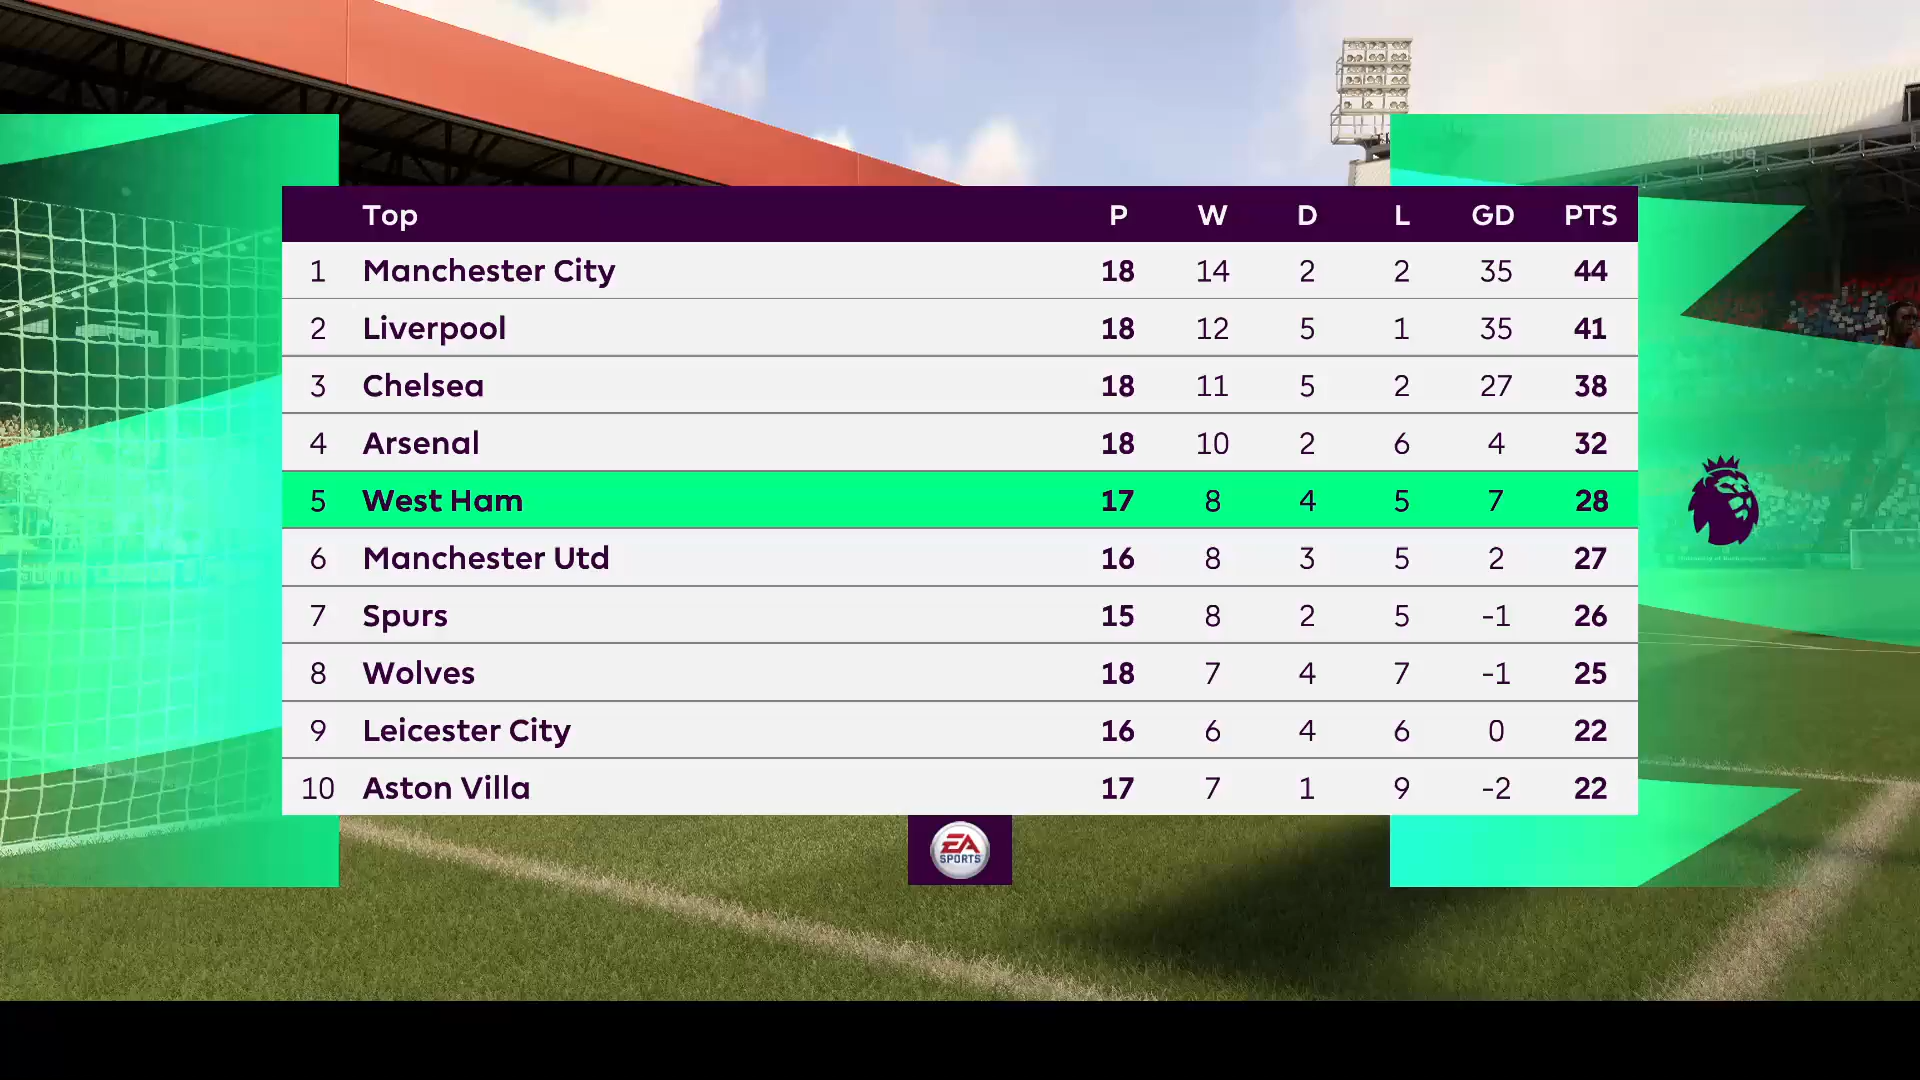 Top P W D L GD PTS
1 Manchester City 18 14 2 2 35 44
2 Liverpool 18 12 5 1 35 41
3 Chelsea 18 11 5 2 27 38
4 Arsenal 18 10 2 6 4 32
5 West Ham 17 8 4 5 7 28
6 Manchester Utd 16 8 3 5 2 27
7 Spurs 15 8 2 5 -1 26
8 Wolves 18 7 4 7 -1 25
9 Leicester City 16 6 4 6 0 22
10 Aston Villa 17 7 1 9 -2 22
EA
SPORTS
Premier
League